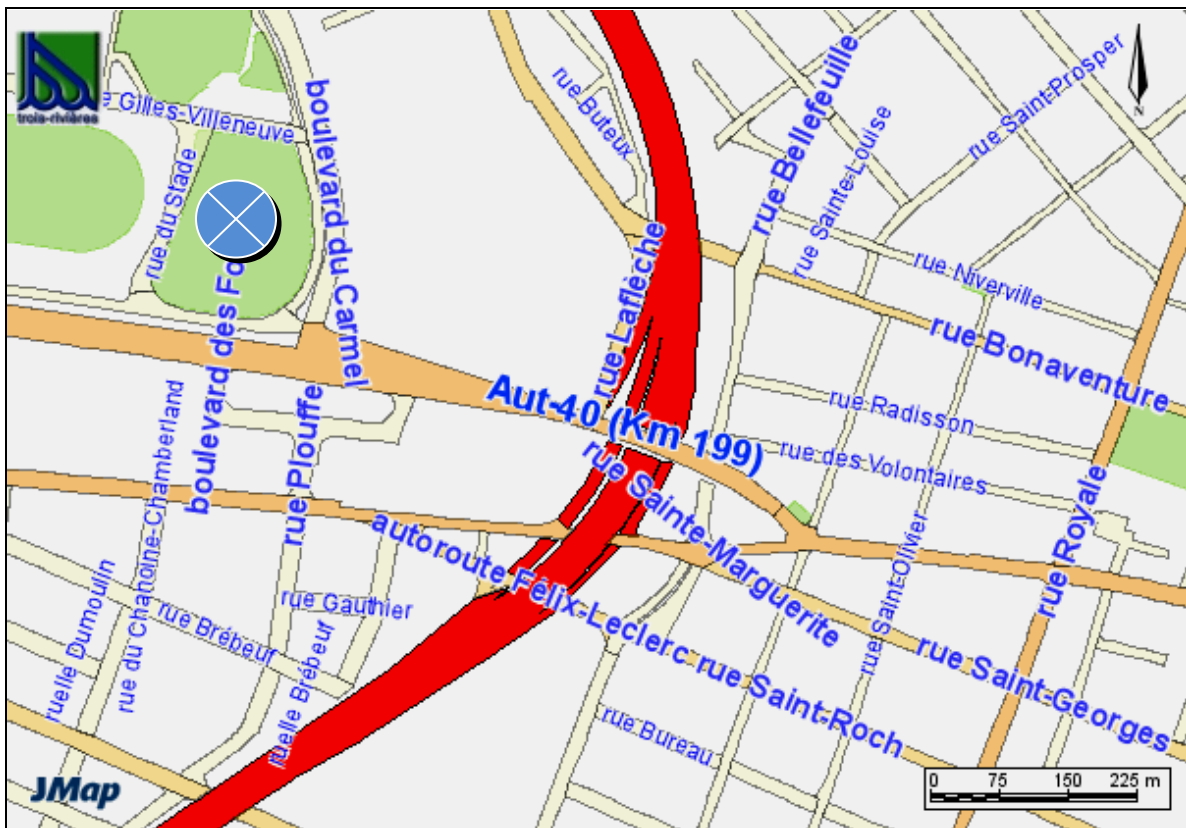 trois-rivières
e Gilles-Villeneuve
boulevard du Carmel
rue du Stade
boulevard des Fo
rue Buteux
rue Bellefeuille
rue Sainte-Louise
rue Saint-Prosper
N
rue Laflèche
rue Niverville
rue Bonaventure
rue Radisson
rue des Volontaires
Aut-40 (Km 199)
rue Sainte-Marguerite
rue Plouffe
rue du Chanoine-Chamberland
autoroute Félix-Leclerc
rue Saint-Roch
rue Royale
rue Saint-Olivier
rue Saint-Georges
rue Gauthier
rue Brébeuf
ruelle Brébeuf
ruelle Dumoulin
rue Bureau
JMap
0 75 150 225 m